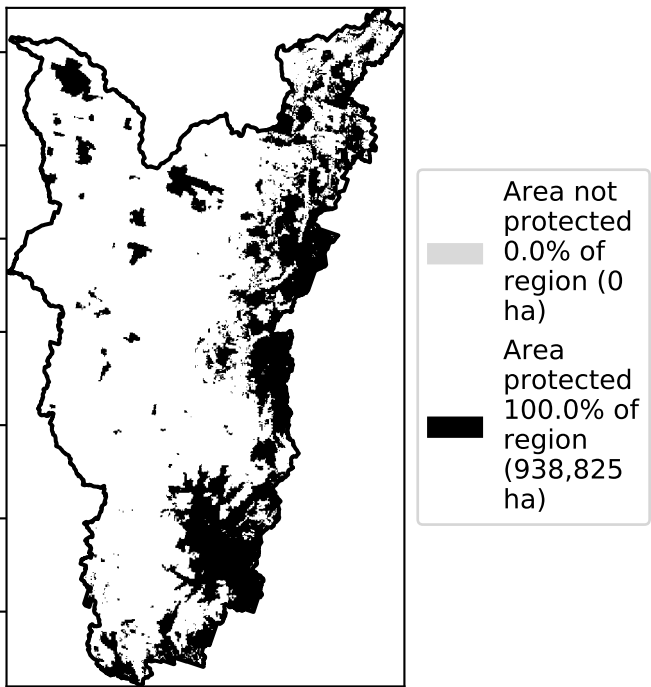 Area not
protected
0.0% of
region (0
ha)
Area
protected
100.0% of
region
(938,825
ha)